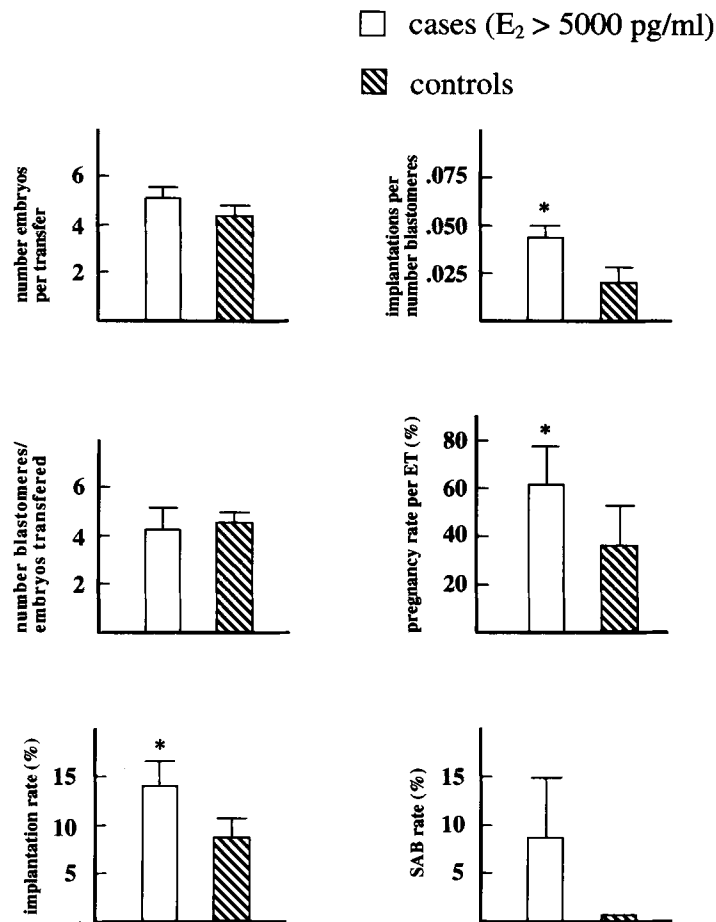 cases (E₂ > 5000 pg/ml)
controls
number embryos
per transfer
6
4
2
implantations per
number blastomeres
.075
.050
.025
*
number blastomeres/
embryos transfered
6
4
2
pregnancy rate per ET (%)
80
60
40
20
*
implantation rate (%)
15
10
5
*
SAB rate (%)
15
10
5